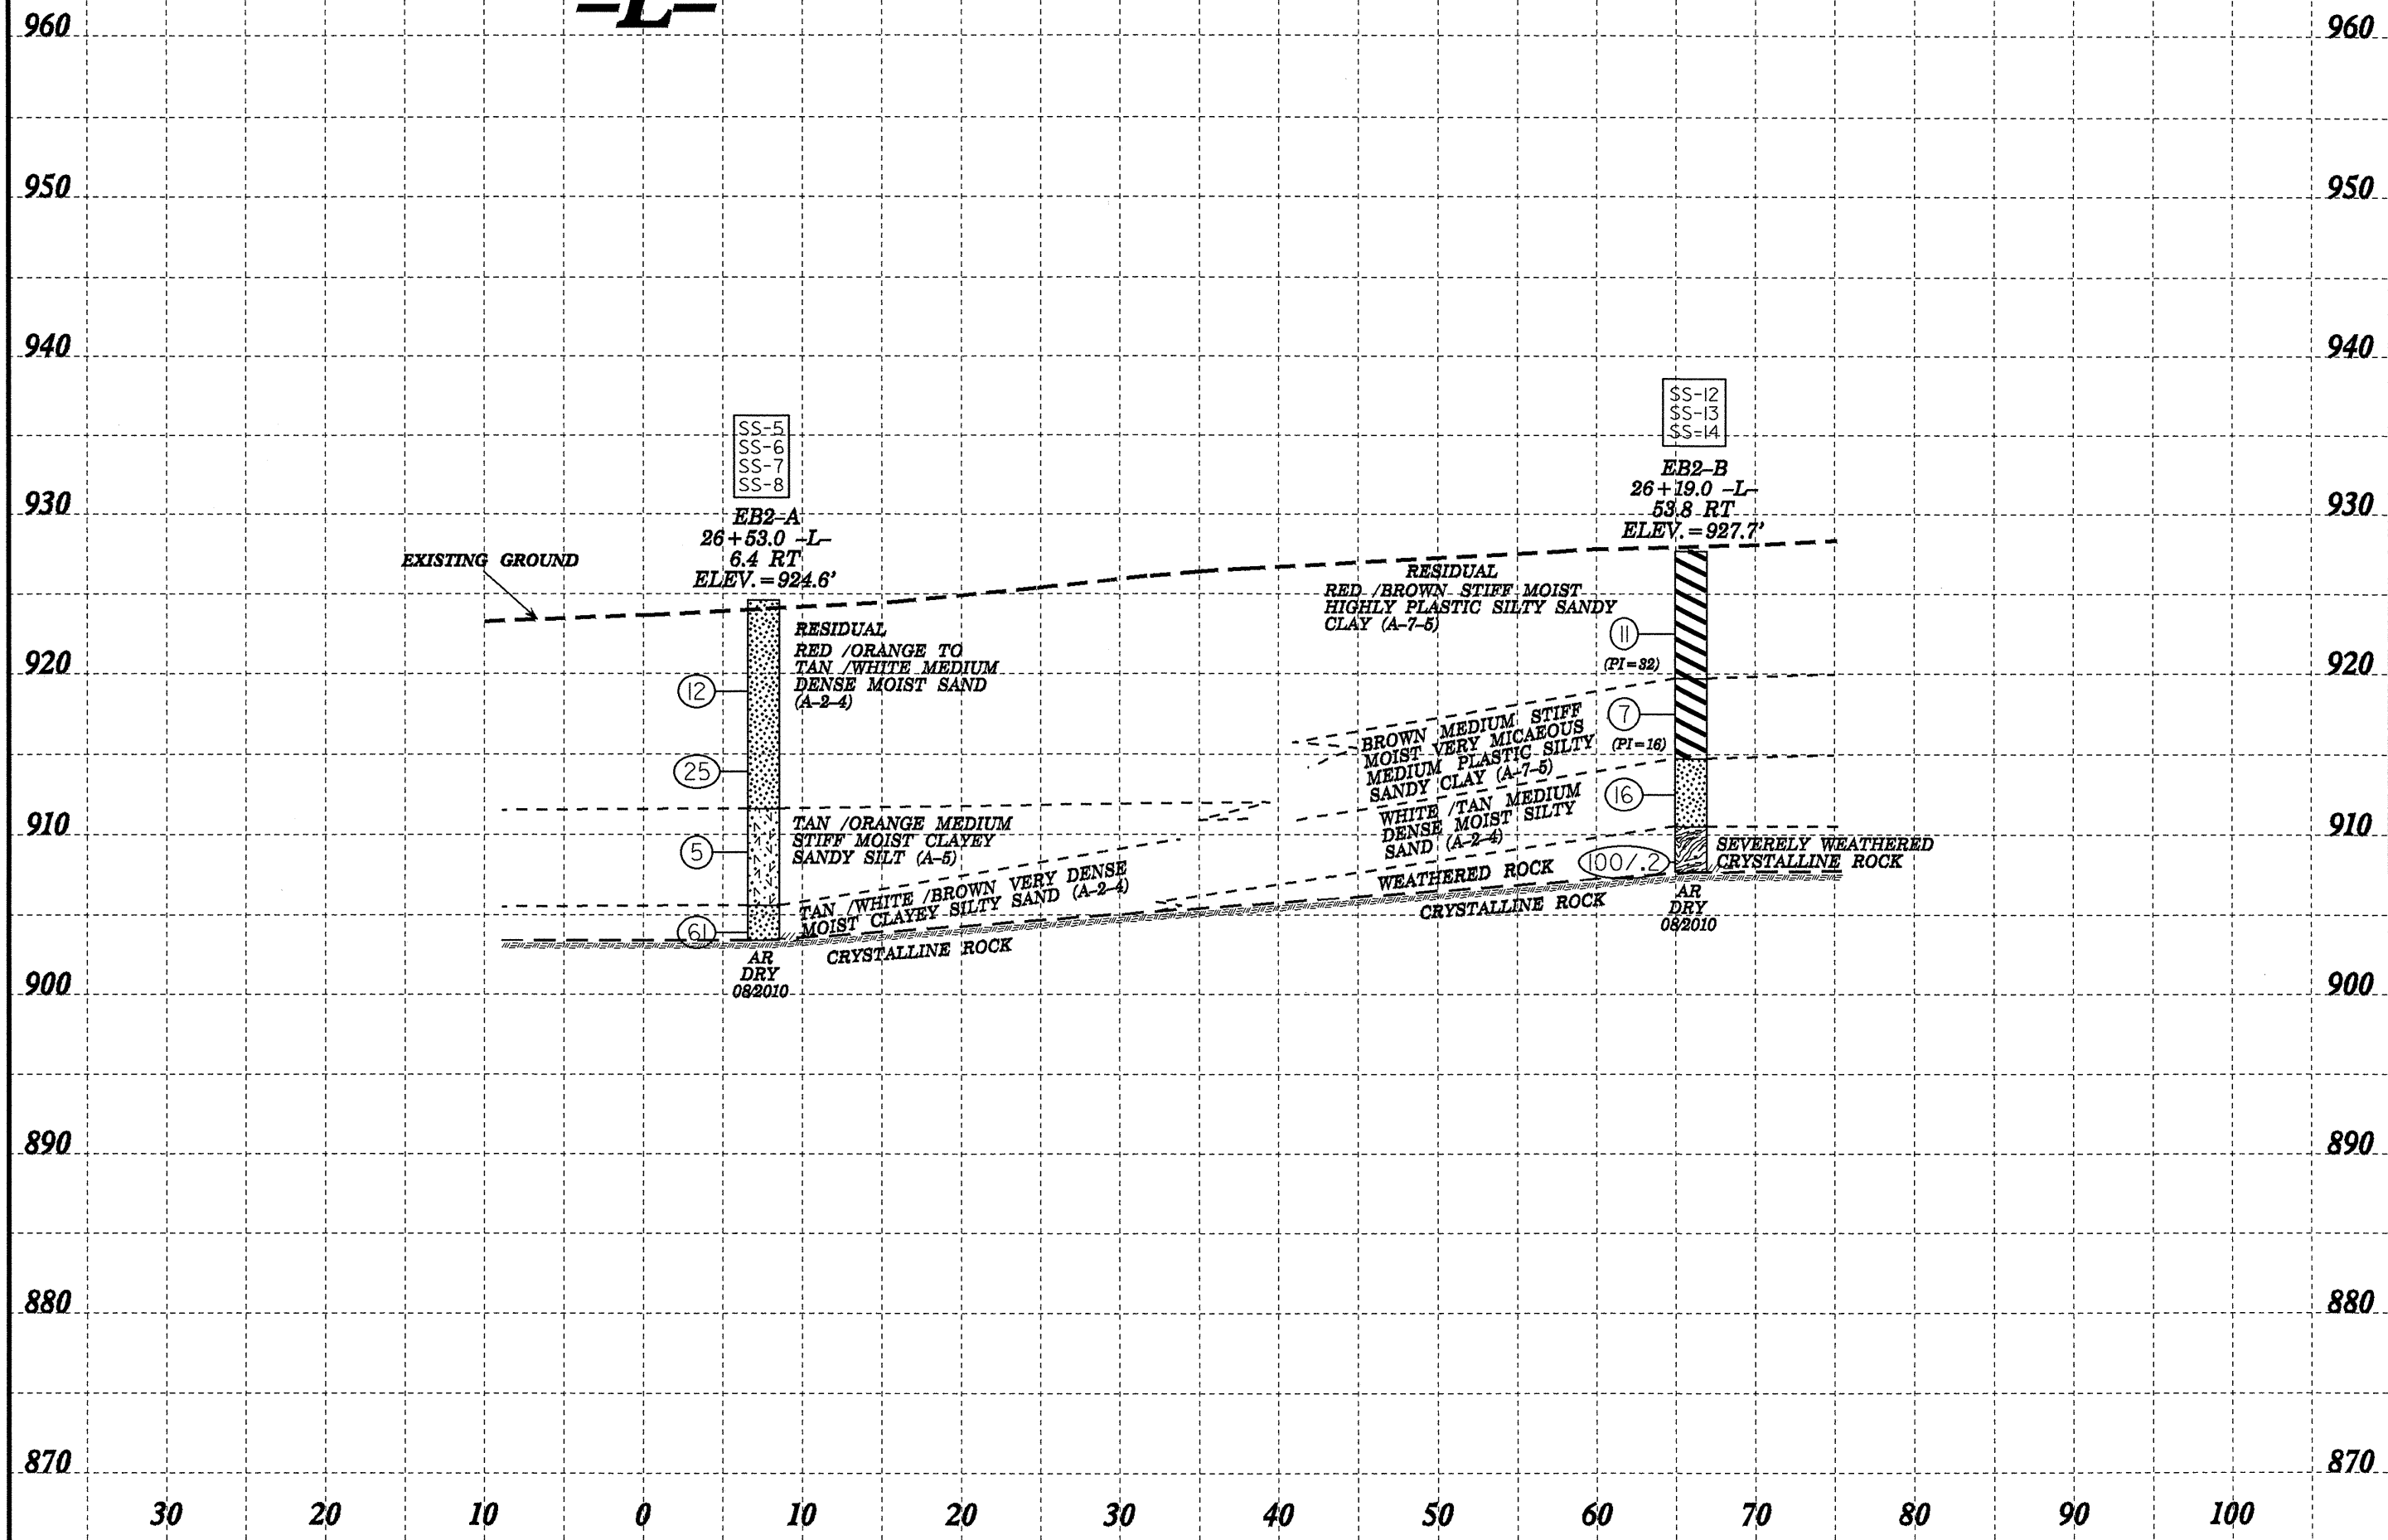 -L-
960 960
950 950
940 940
930 930
920 920
910 910
900 900
890 890
880 880
870 870
SS-5
SS-6
SS-7
SS-8
EB2-A
26+53.0 -L-
6.4 RT
ELEV.=924.6'
EXISTING GROUND
RESIDUAL
RED /ORANGE TO
TAN /WHITE MEDIUM
DENSE MOIST SAND
(A-2-4)
12
25
5
61
TAN /ORANGE MEDIUM
STIFF MOIST CLAYEY
SANDY SILT (A-5)
TAN /WHITE /BROWN VERY DENSE
MOIST CLAYEY SILTY SAND (A-2-4)
CRYSTALLINE ROCK
AR
DRY
08/2010
SS-12
SS-13
SS=14
EB2-B
26+19.0 -L-
53.8 RT
ELEV.=927.7'
RESIDUAL
RED /BROWN STIFF MOIST
HIGHLY PLASTIC SILTY SANDY
CLAY (A-7-5)
11
(PI=32)
7
(PI=16)
16
100/.2
BROWN MEDIUM STIFF
MOIST VERY MICAEOUS
MEDIUM PLASTIC SILTY
SANDY CLAY (A-7-5)
WHITE /TAN MEDIUM
DENSE MOIST SILTY
SAND (A-2-4)
WEATHERED ROCK
CRYSTALLINE ROCK
SEVERELY WEATHERED
CRYSTALLINE ROCK
AR
DRY
08/2010
30 20 10 0 10 20 30 40 50 60 70 80 90 100